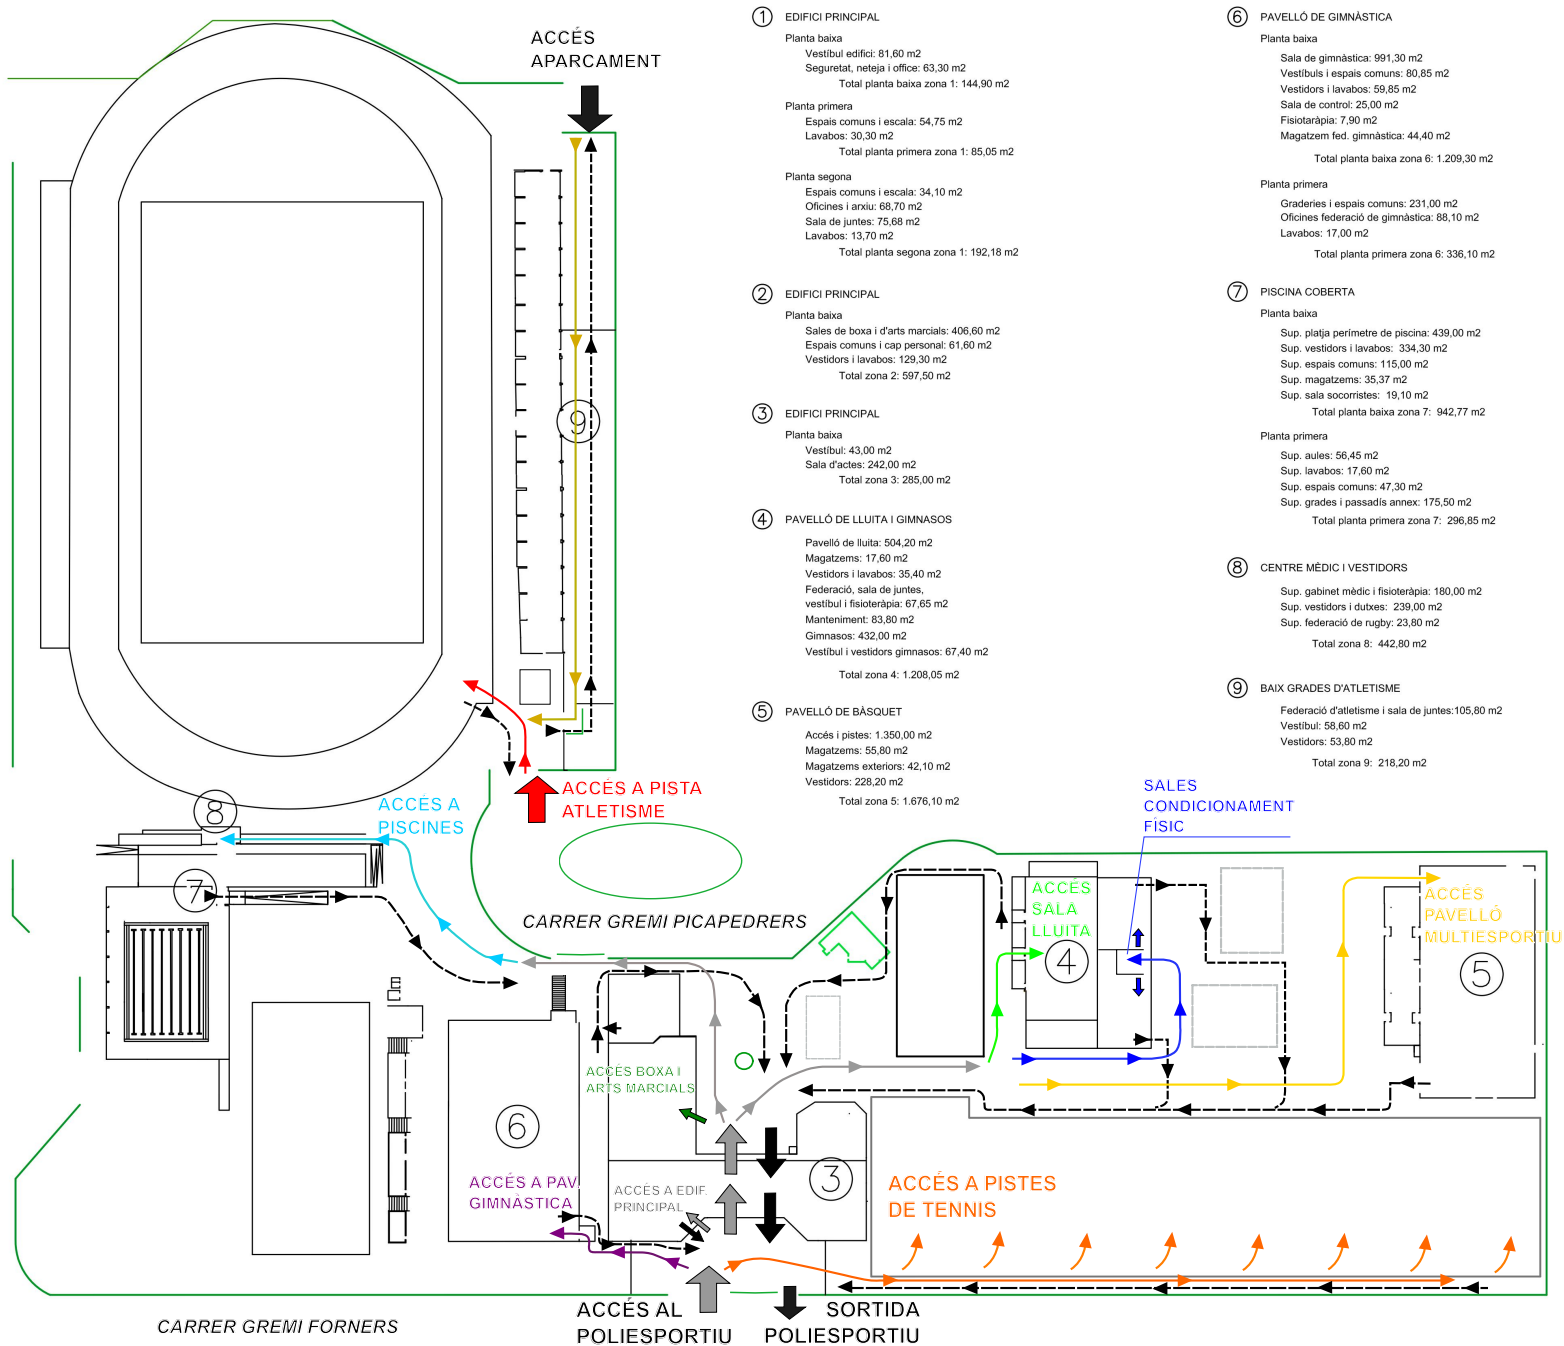 ① EDIFICI PRINCIPAL
Planta baixa
Vestíbul edifici: 81,60 m2
Seguretat, neteja i office: 63,30 m2
Total planta baixa zona 1: 144,90 m2
Planta primera
Espais comuns i escala: 54,75 m2
Lavabos: 30,30 m2
Total planta primera zona 1: 85,05 m2
Planta segona
Espais comuns i escala: 34,10 m2
Oficines i arxiu: 68,70 m2
Sala de juntes: 75,68 m2
Lavabos: 13,70 m2
Total planta segona zona 1: 192,18 m2
② EDIFICI PRINCIPAL
Planta baixa
Sales de boxa i d'arts marcials: 406,60 m2
Espais comuns i cap personal: 61,60 m2
Vestidors i lavabos: 129,30 m2
Total zona 2: 597,50 m2
③ EDIFICI PRINCIPAL
Planta baixa
Vestíbul: 43,00 m2
Sala d'actes: 242,00 m2
Total zona 3: 285,00 m2
④ PAVELLÓ DE LLUITA I GIMNASOS
Pavelló de lluita: 504,20 m2
Magatzems: 17,60 m2
Vestidors i lavabos: 35,40 m2
Federació, sala de juntes,
vestíbul i fisioteràpia: 67,65 m2
Manteniment: 83,80 m2
Gimnasos: 432,00 m2
Vestíbul i vestidors gimnasos: 67,40 m2
Total zona 4: 1.208,05 m2
⑤ PAVELLÓ DE BÀSQUET
Accés i pistes: 1.350,00 m2
Magatzems: 55,80 m2
Magatzems exteriors: 42,10 m2
Vestidors: 228,20 m2
Total zona 5: 1.676,10 m2
⑥ PAVELLÓ DE GIMNÀSTICA
Planta baixa
Sala de gimnàstica: 991,30 m2
Vestíbuls i espais comuns: 80,85 m2
Vestidors i lavabos: 59,85 m2
Sala de control: 25,00 m2
Fisiotaràpia: 7,90 m2
Magatzem fed. gimnàstica: 44,40 m2
Total planta baixa zona 6: 1.209,30 m2
Planta primera
Graderies i espais comuns: 231,00 m2
Oficines federació de gimnàstica: 88,10 m2
Lavabos: 17,00 m2
Total planta primera zona 6: 336,10 m2
⑦ PISCINA COBERTA
Planta baixa
Sup. platja perímetre de piscina: 439,00 m2
Sup. vestidors i lavabos: 334,30 m2
Sup. espais comuns: 115,00 m2
Sup. magatzems: 35,37 m2
Sup. sala socorristes: 19,10 m2
Total planta baixa zona 7: 942,77 m2
Planta primera
Sup. aules: 56,45 m2
Sup. lavabos: 17,60 m2
Sup. espais comuns: 47,30 m2
Sup. grades i passadís annex: 175,50 m2
Total planta primera zona 7: 296,85 m2
⑧ CENTRE MÈDIC I VESTIDORS
Sup. gabinet mèdic i fisioteràpia: 180,00 m2
Sup. vestidors i dutxes: 239,00 m2
Sup. federació de rugby: 23,80 m2
Total zona 8: 442,80 m2
⑨ BAIX GRADES D'ATLETISME
Federació d'atletisme i sala de juntes:105,80 m2
Vestíbul: 58,60 m2
Vestidors: 53,80 m2
Total zona 9: 218,20 m2
ACCÉS
APARCAMENT
9
ACCÉS A PISTA
ATLETISME
ACCÉS A
PISCINES
8
7
CARRER GREMI PICAPEDRERS
SALES
CONDICIONAMENT
FÍSIC
ACCÉS
SALA
LLUITA
4
ACCÉS
PAVELLÓ
MULTIESPORTIU
5
ACCÉS BOXA I
ARTS MARCIALS
6
ACCÉS A PAV.
GIMNÀSTICA
ACCÉS A EDIF.
PRINCIPAL
3
ACCÉS A PISTES
DE TENNIS
ACCÉS AL
POLIESPORTIU
SORTIDA
POLIESPORTIU
CARRER GREMI FORNERS